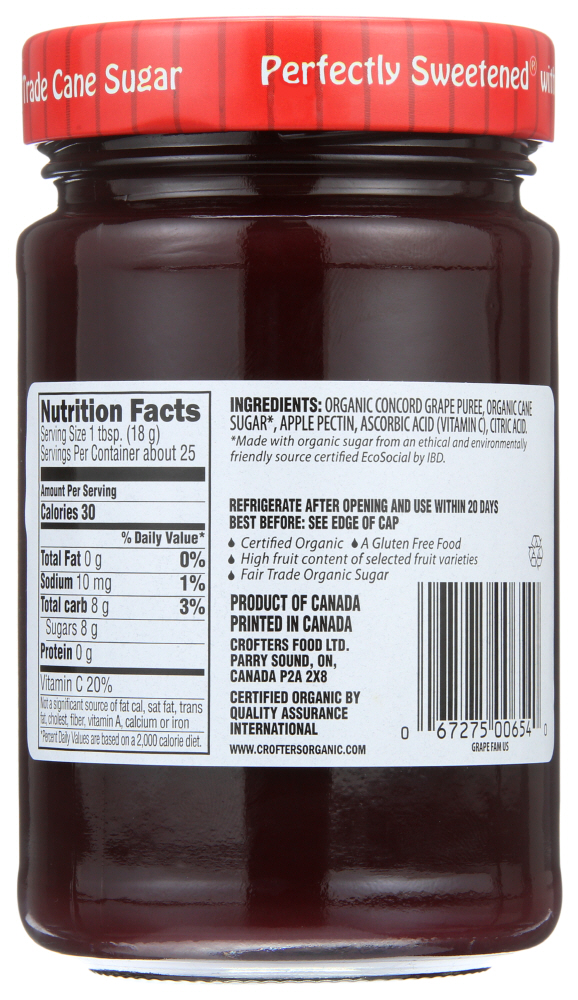 Trade Cane Sugar
Perfectly Sweetened® with
Nutrition Facts
Serving Size 1 tbsp. (18 g)
Servings Per Container about 25
Amount Per Serving
Calories 30
% Daily Value*
Total Fat 0 g 0%
Sodium 10 mg 1%
Total carb 8 g 3%
Sugars 8 g
Protein 0 g
Vitamin C 20%
Not a significant source of fat cal, sat fat, trans
fat, cholest, fiber, vitamin A, calcium or iron
*Percent Daily Values are based on a 2,000 calorie diet.
INGREDIENTS: ORGANIC CONCORD GRAPE PUREE, ORGANIC CANE
SUGAR*, APPLE PECTIN, ASCORBIC ACID (VITAMIN C), CITRIC ACID.
*Made with organic sugar from an ethical and environmentally
friendly source certified EcoSocial by IBD.
REFRIGERATE AFTER OPENING AND USE WITHIN 20 DAYS
BEST BEFORE: SEE EDGE OF CAP
Certified Organic A Gluten Free Food
High fruit content of selected fruit varieties
Fair Trade Organic Sugar
PRODUCT OF CANADA
PRINTED IN CANADA
CROFTERS FOOD LTD.
PARRY SOUND, ON,
CANADA P2A 2X8
CERTIFIED ORGANIC BY
QUALITY ASSURANCE
INTERNATIONAL
WWW.CROFTERSORGANIC.COM
0 67275 00654 0
GRAPE FAM US